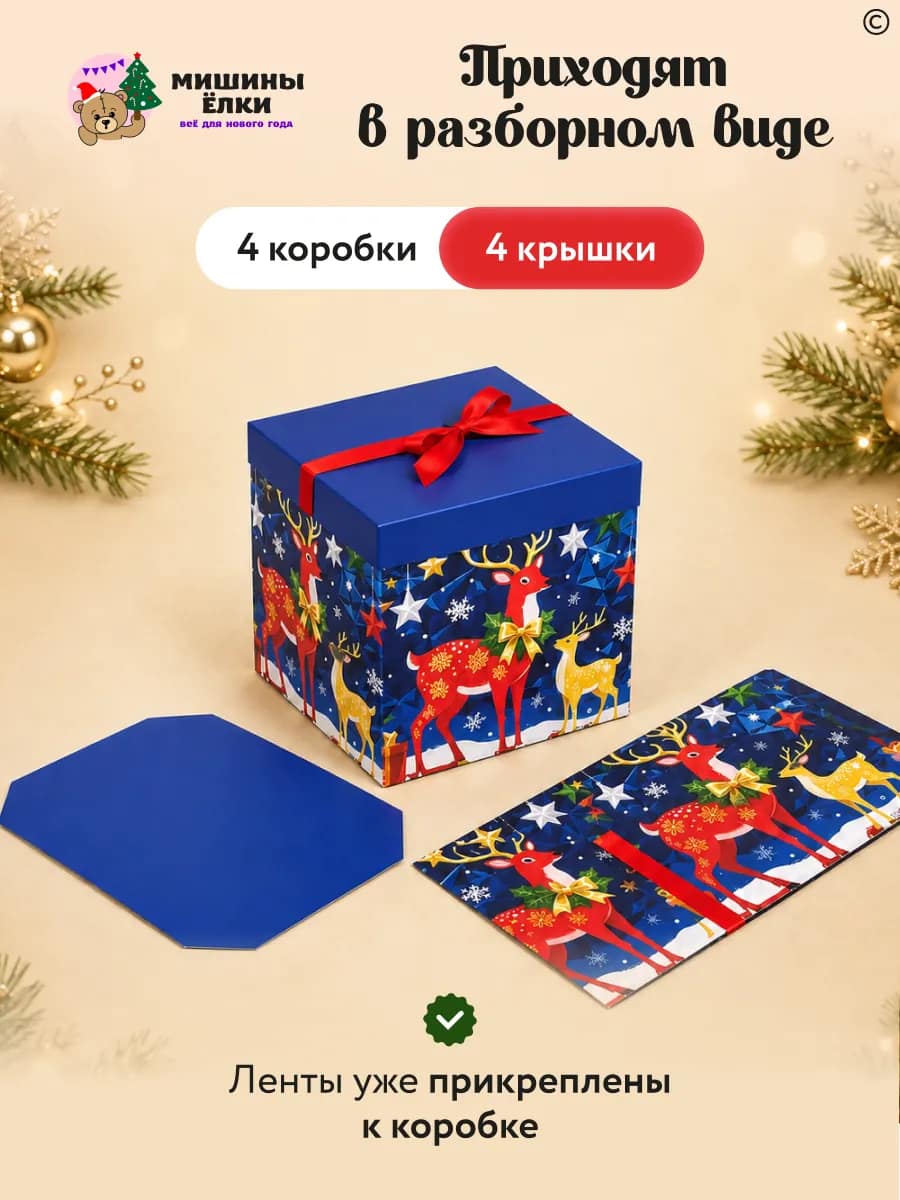 ©
МИШИНЫ
ЁЛКИ
ВСЁ ДЛЯ НОВОГО ГОДА
Приходят
в разборном виде
4 коробки
4 крышки
Ленты уже прикреплены
к коробке